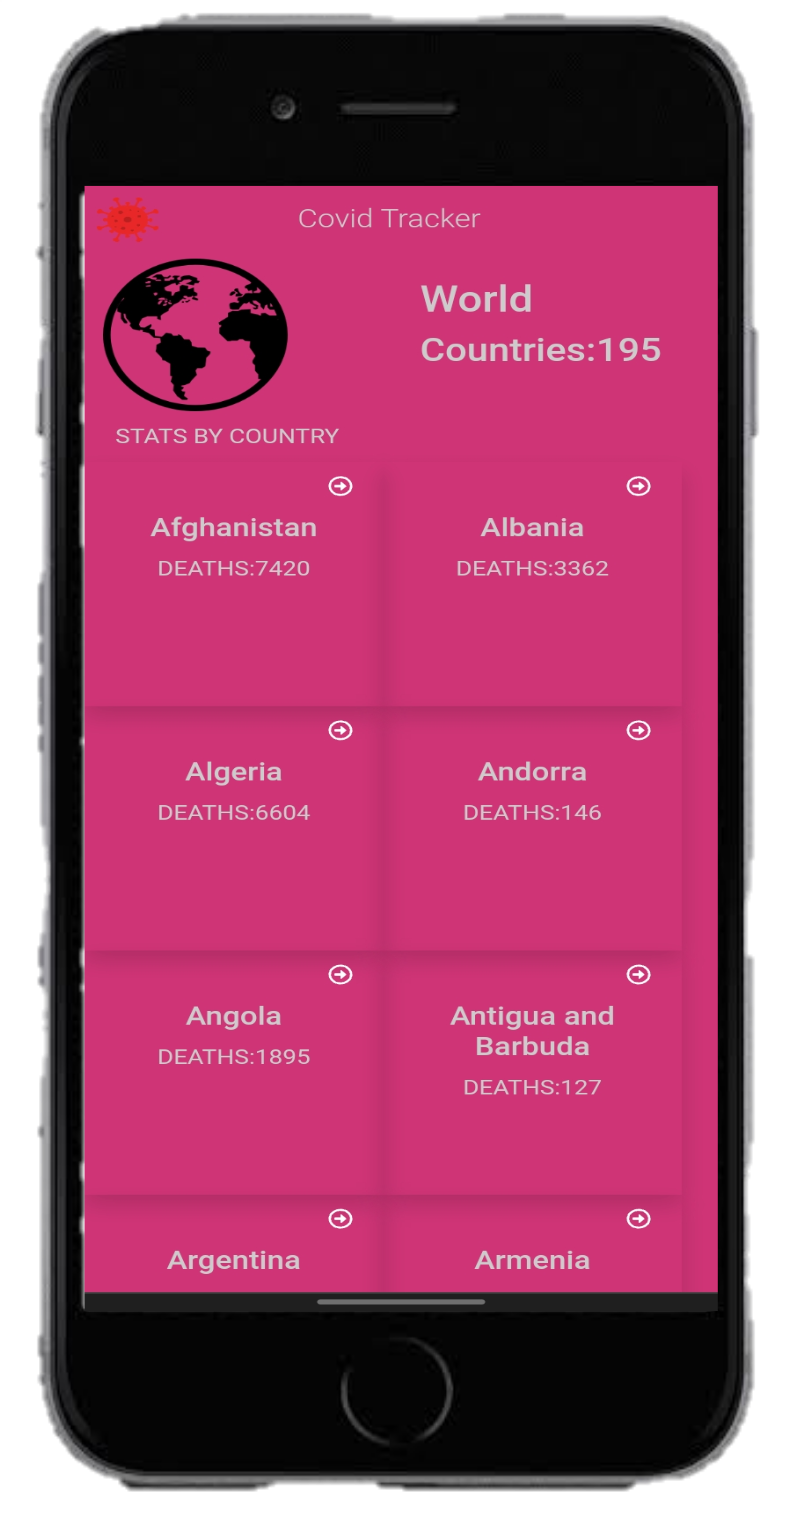 Covid Tracker
World
Countries:195
STATS BY COUNTRY
Afghanistan
DEATHS:7420
Albania
DEATHS:3362
Algeria
DEATHS:6604
Andorra
DEATHS:146
Angola
DEATHS:1895
Antigua and
Barbuda
DEATHS:127
Argentina
Armenia